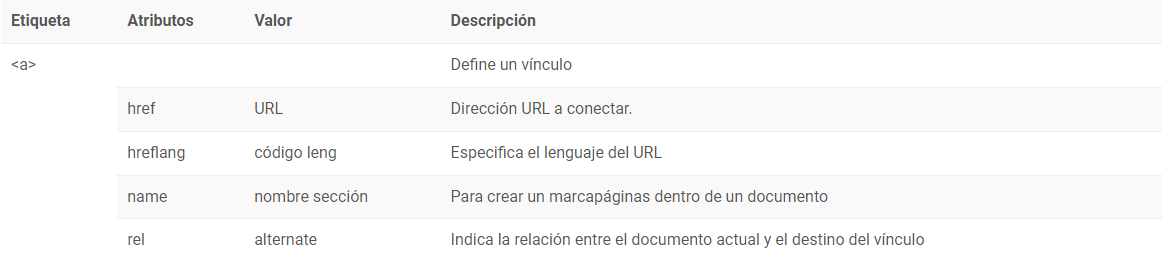 Etiqueta Atributos Valor Descripción
<a> Define un vínculo
href URL Dirección URL a conectar.
hreflang código leng Especifica el lenguaje del URL
name nombre sección Para crear un marcapáginas dentro de un documento
rel alternate Indica la relación entre el documento actual y el destino del vínculo